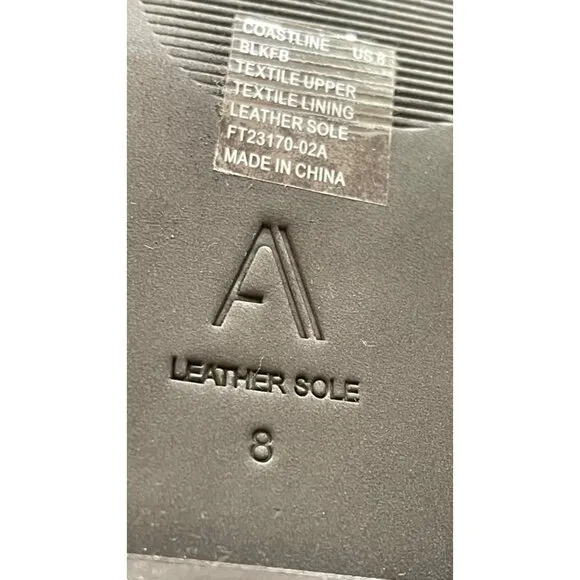 COASTLINE US 8
BLKFB
TEXTILE UPPER
TEXTILE LINING
LEATHER SOLE
FT23170-02A
MADE IN CHINA
A
LEATHER SOLE
8